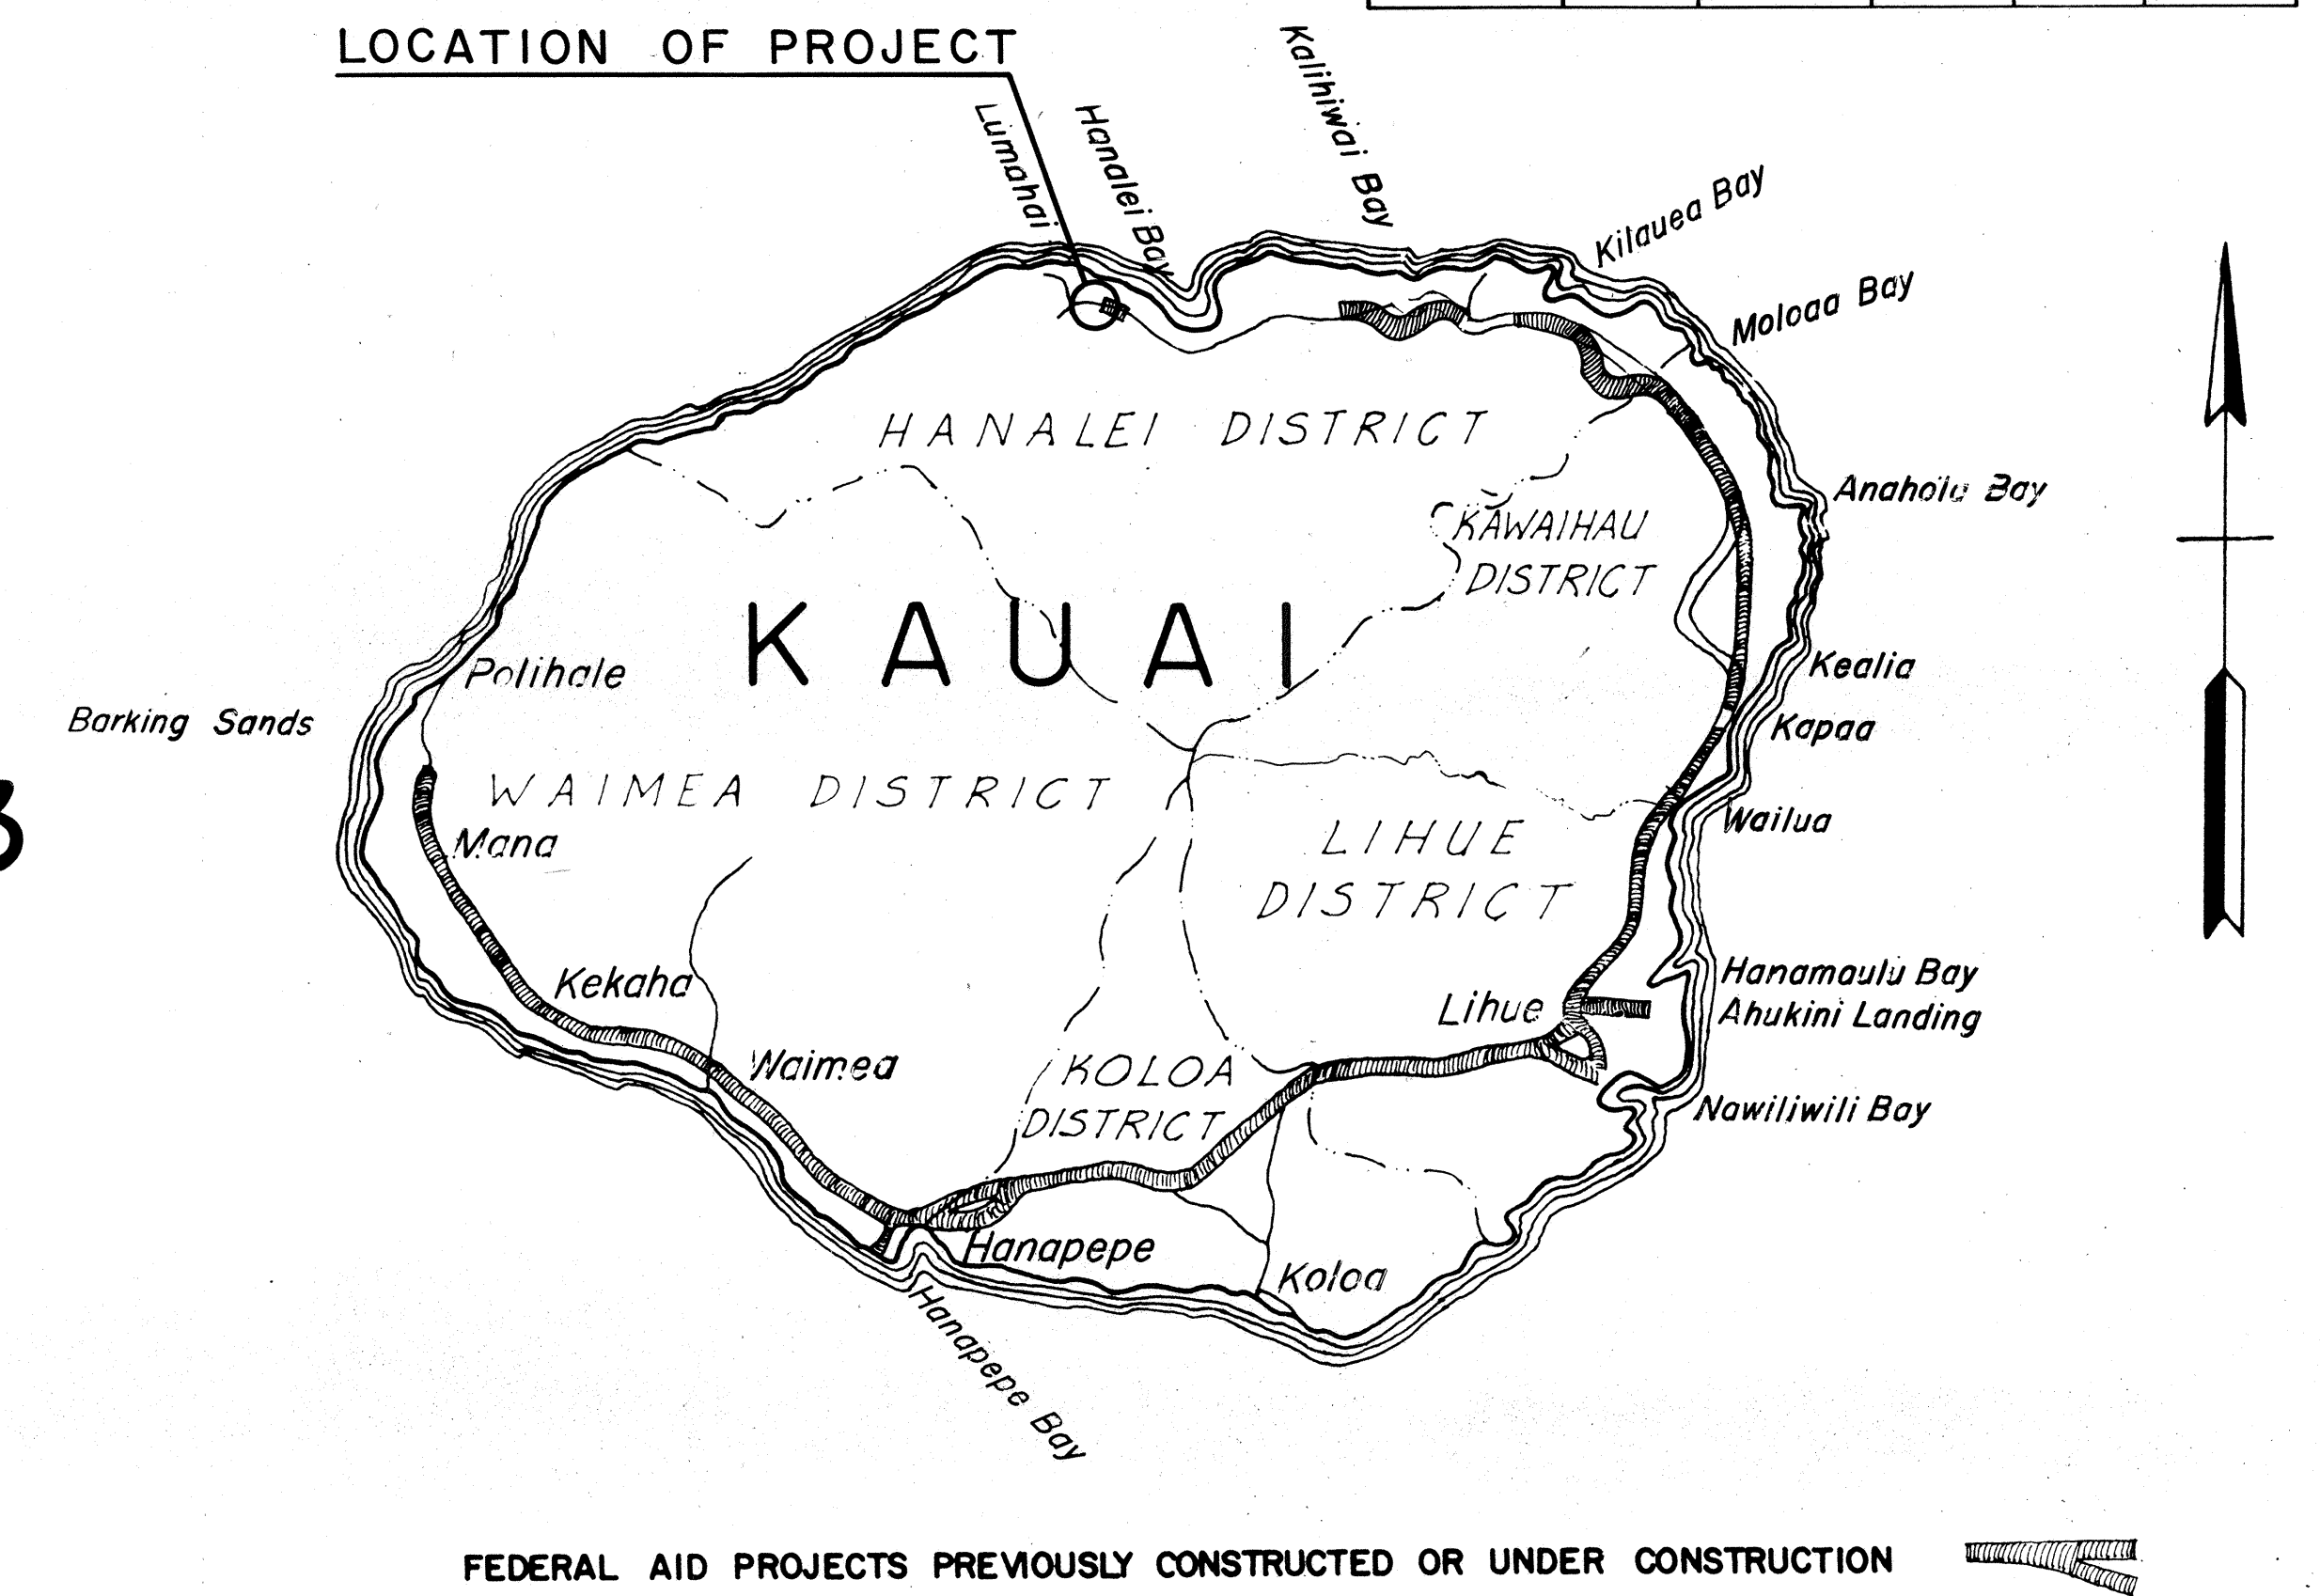 LOCATION OF PROJECT
Lumahai
Hanalei Bay
Kalihiwai Bay
Kilauea Bay
Moloaa Bay
HANALEI DISTRICT
Anahola Bay
KAWAIHAU
DISTRICT
KAUAI
Polihale
Kealia
Barking Sands
Kapaa
WAIMEA DISTRICT
Mana
LIHUE
DISTRICT
Wailua
Kekaha
Hanamaulu Bay
Lihue
Ahukini Landing
Waimea
KOLOA
DISTRICT
Nawiliwili Bay
Hanapepe
Koloa
Hanapepe Bay
FEDERAL AID PROJECTS PREVIOUSLY CONSTRUCTED OR UNDER CONSTRUCTION